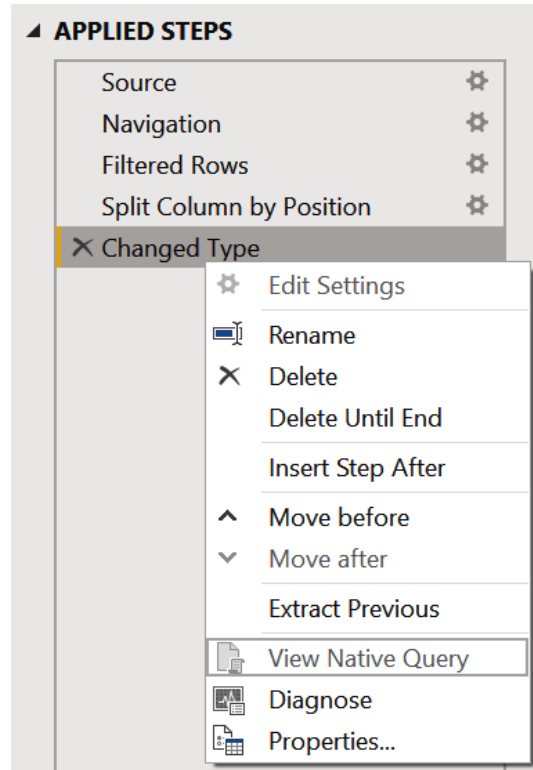 APPLIED STEPS
Source
Navigation
Filtered Rows
Split Column by Position
Changed Type
Edit Settings
Rename
Delete
Delete Until End
Insert Step After
Move before
Move after
Extract Previous
View Native Query
Diagnose
Properties...